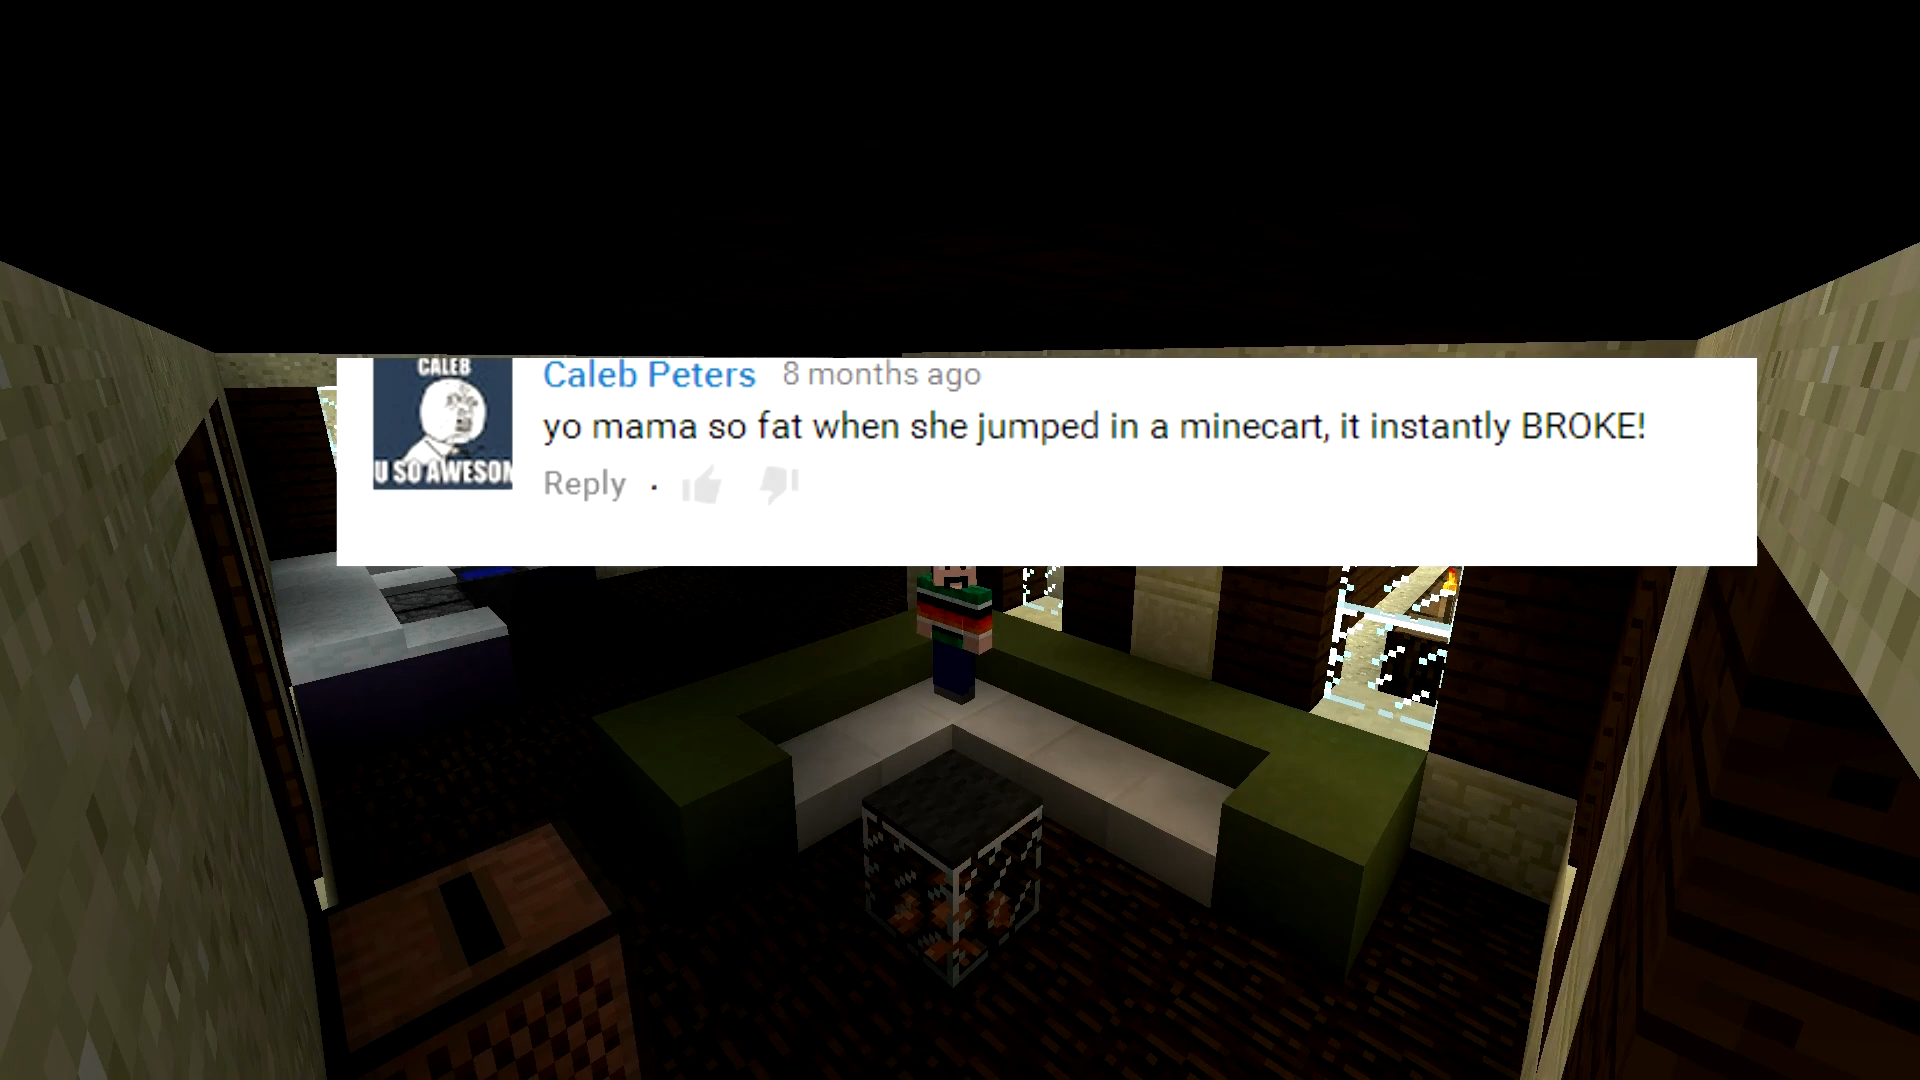 CALEB
U SO AWESOM
Caleb Peters 8 months ago
yo mama so fat when she jumped in a minecart, it instantly BROKE!
Reply ·